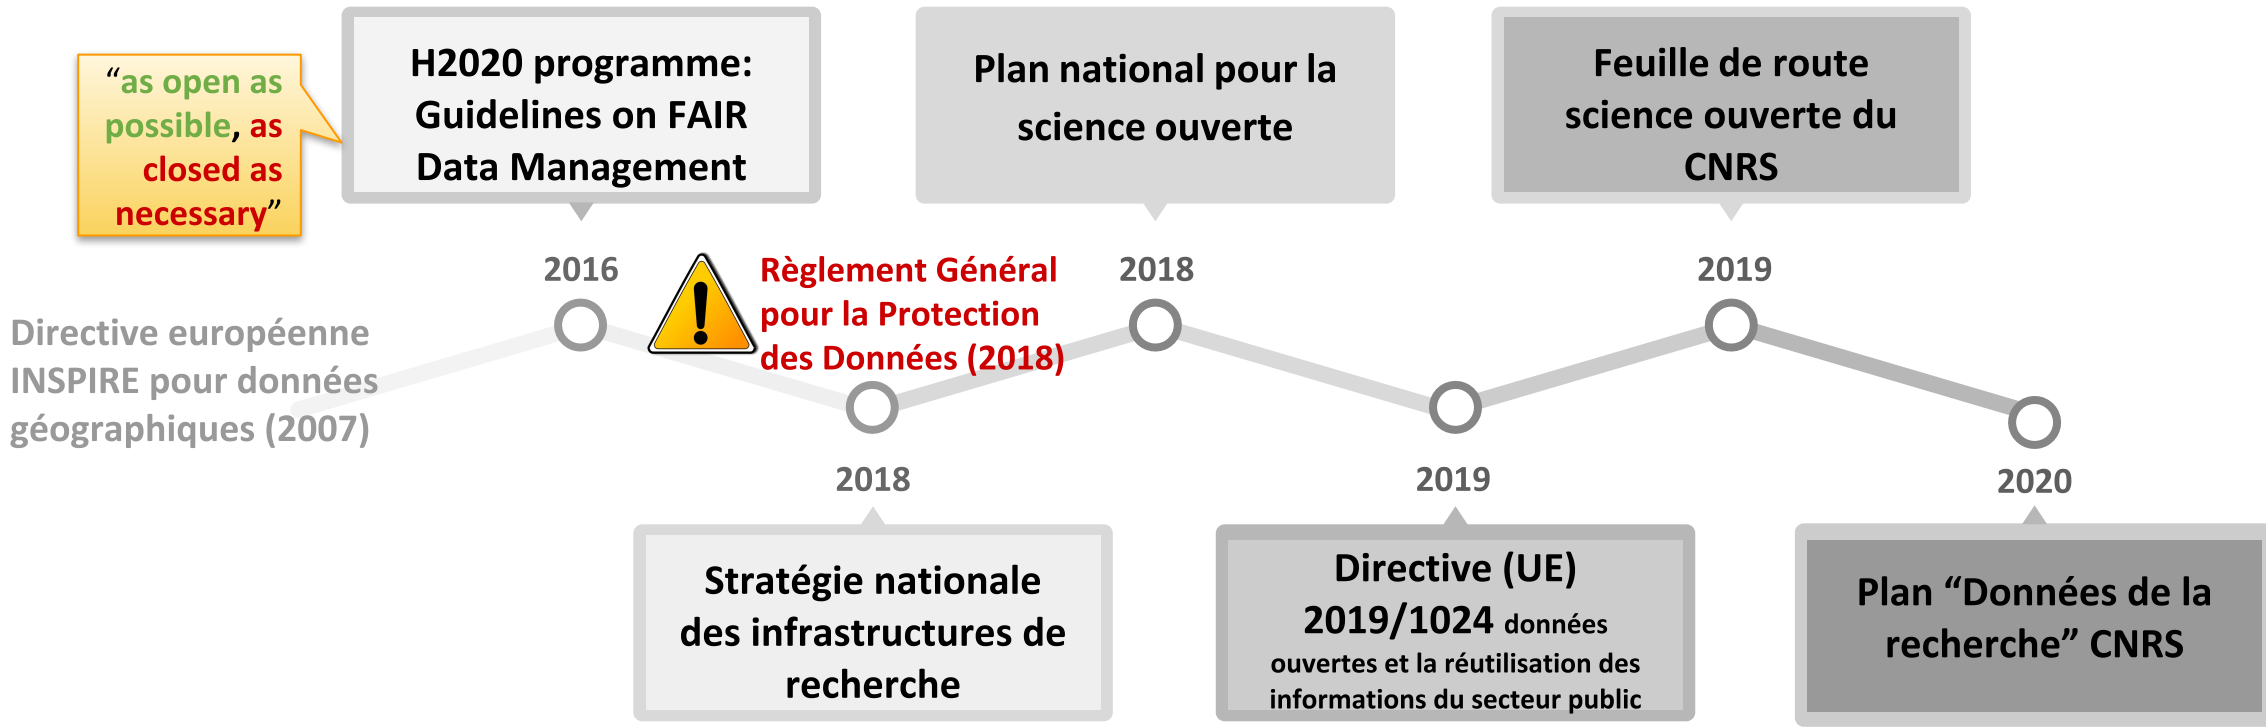 “as open as
possible, as
closed as
necessary”
H2020 programme:
Guidelines on FAIR
Data Management
Plan national pour la
science ouverte
Feuille de route
science ouverte du
CNRS
2016
Règlement Général
pour la Protection
des Données (2018)
2018
2019
Directive européenne
INSPIRE pour données
géographiques (2007)
2018
2019
2020
Stratégie nationale
des infrastructures de
recherche
Directive (UE)
2019/1024 données
ouvertes et la réutilisation des
informations du secteur public
Plan “Données de la
recherche” CNRS